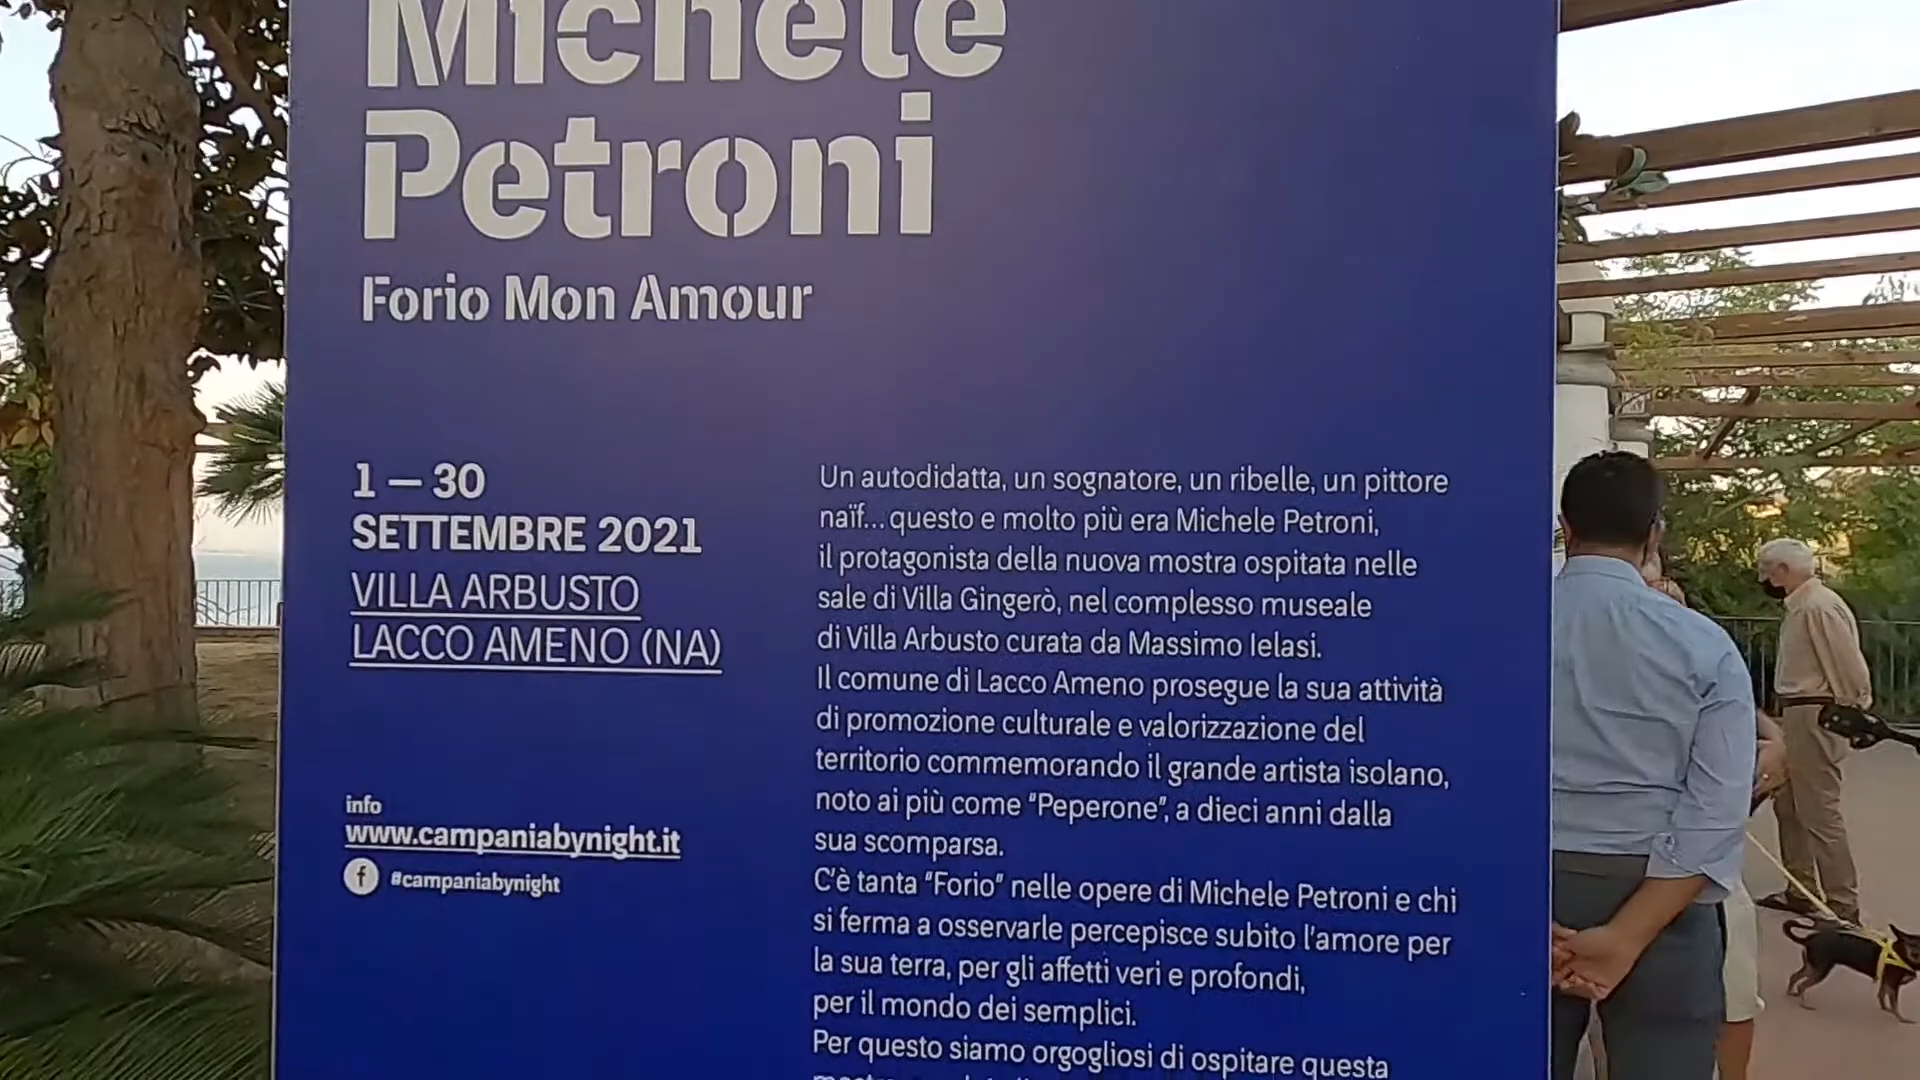 Michele
Petroni
Forio Mon Amour
1 — 30
SETTEMBRE 2021
VILLA ARBUSTO
LACCO AMENO (NA)
info
www.campaniabynight.it
#campaniabynight
Un autodidatta, un sognatore, un ribelle, un pittore
naïf... questo e molto più era Michele Petroni,
il protagonista della nuova mostra ospitata nelle
sale di Villa Gingerò, nel complesso museale
di Villa Arbusto curata da Massimo Ielasi.
Il comune di Lacco Ameno prosegue la sua attività
di promozione culturale e valorizzazione del
territorio commemorando il grande artista isolano,
noto ai più come "Peperone", a dieci anni dalla
sua scomparsa.
C'è tanta "Forio" nelle opere di Michele Petroni e chi
si ferma a osservarle percepisce subito l'amore per
la sua terra, per gli affetti veri e profondi,
per il mondo dei semplici.
Per questo siamo orgogliosi di ospitare questa